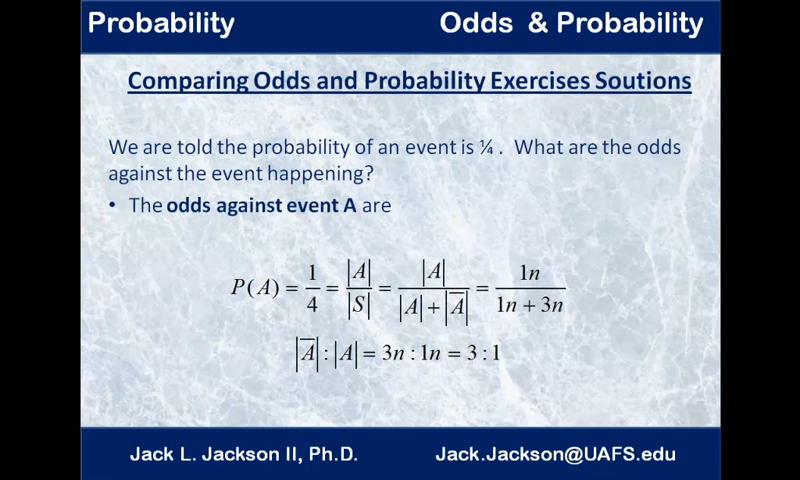 Probability Odds & Probability
Comparing Odds and Probability Exercises Soutions
We are told the probability of an event is ¼ . What are the odds
against the event happening?
• The odds against event A are
P(A) = 1/4 = |A|/|S| = |A|/(|A| + |A̅|) = 1n/(1n + 3n)
|A̅| : |A| = 3n : 1n = 3 : 1
Jack L. Jackson II, Ph.D. Jack.Jackson@UAFS.edu